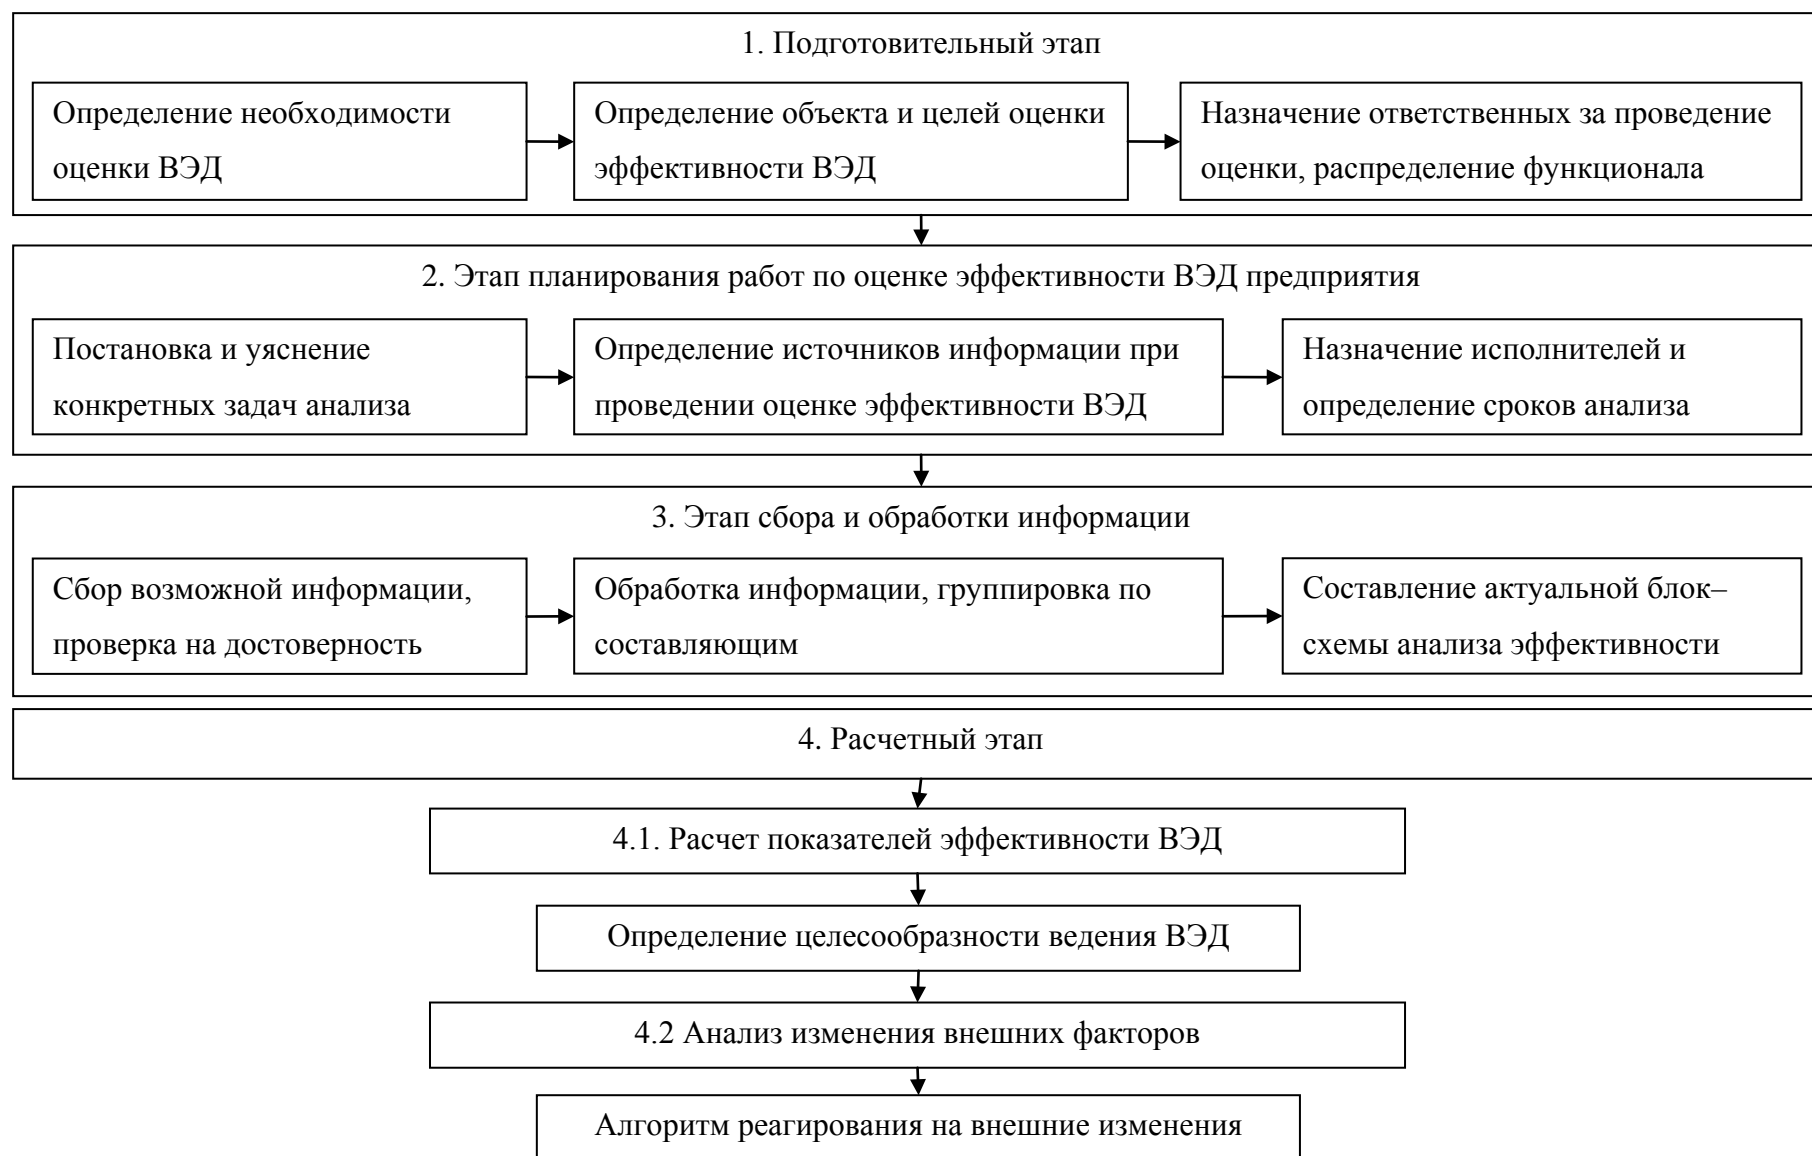 1. Подготовительный этап
Определение необходимости
оценки ВЭД
Определение объекта и целей оценки
эффективности ВЭД
Назначение ответственных за проведение
оценки, распределение функционала
2. Этап планирования работ по оценке эффективности ВЭД предприятия
Постановка и уяснение
конкретных задач анализа
Определение источников информации при
проведении оценке эффективности ВЭД
Назначение исполнителей и
определение сроков анализа
3. Этап сбора и обработки информации
Сбор возможной информации,
проверка на достоверность
Обработка информации, группировка по
составляющим
Составление актуальной блок–
схемы анализа эффективности
4. Расчетный этап
4.1. Расчет показателей эффективности ВЭД
Определение целесообразности ведения ВЭД
4.2 Анализ изменения внешних факторов
Алгоритм реагирования на внешние изменения